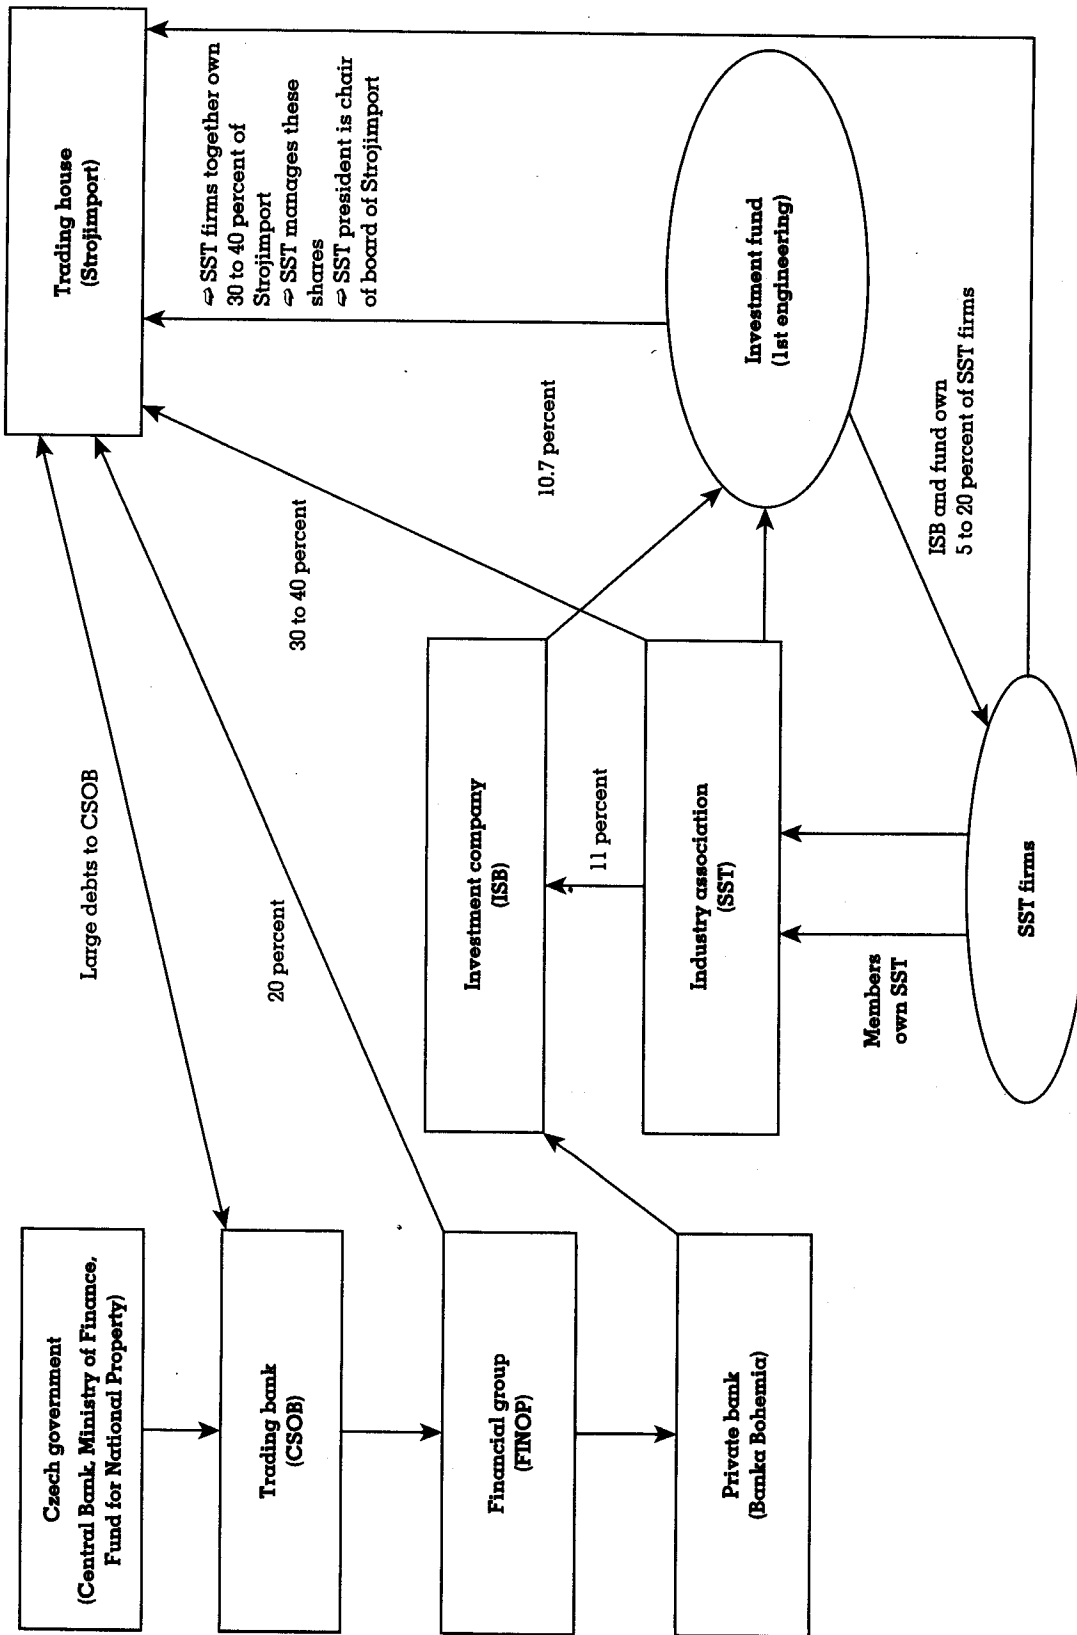 Czech government
(Central Bank, Ministry of Finance,
Fund for National Property)
Large debts to CSOB
Trading house
(Strojimport)
Trading bank
(CSOB)
20 percent
30 to 40 percent
⇨ SST firms together own
30 to 40 percent of
Strojimport
⇨ SST manages these
shares
⇨ SST president is chair
of board of Strojimport
Financial group
(FINOP)
Investment company
(ISB)
10.7 percent
11 percent
Private bank
(Banka Bohemia)
Industry association
(SST)
Investment fund
(1st engineering)
Members
own SST
ISB and fund own
5 to 20 percent of SST firms
SST firms